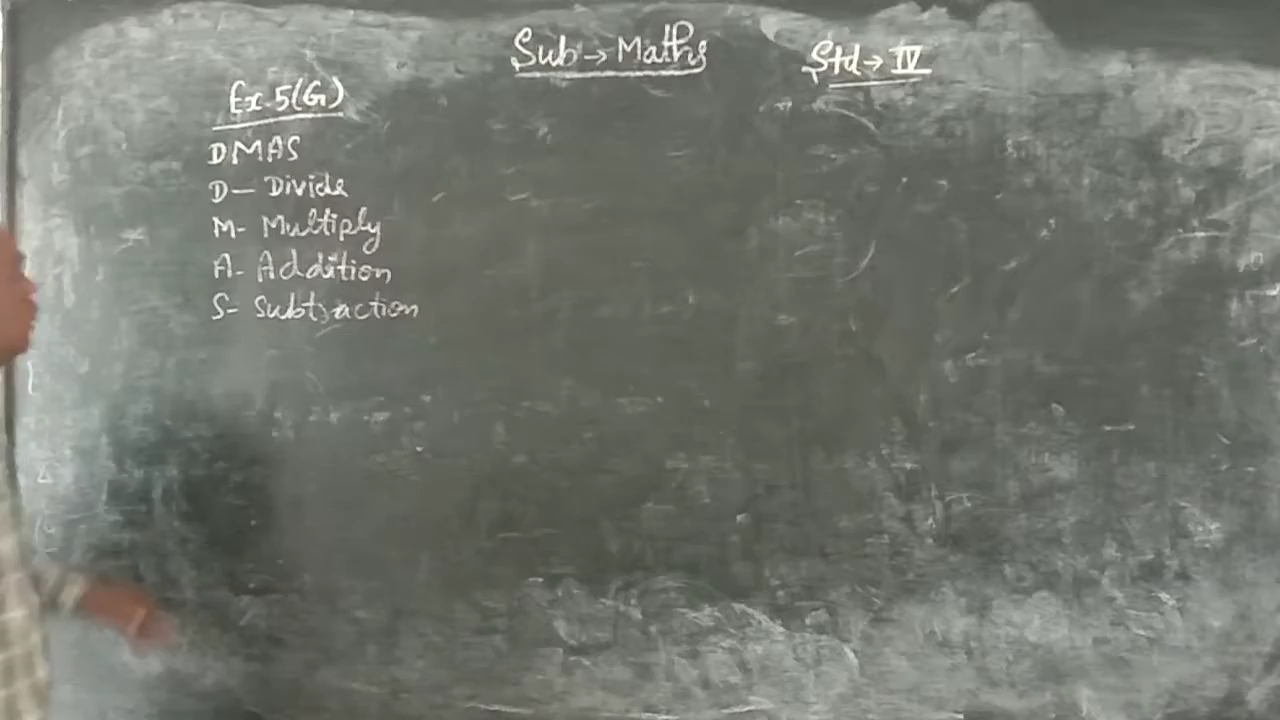 Sub → Maths Std → IV
Ex. 5(G)
DMAS
D- Divide
M- Multiply
A- Addition
S- Subtraction